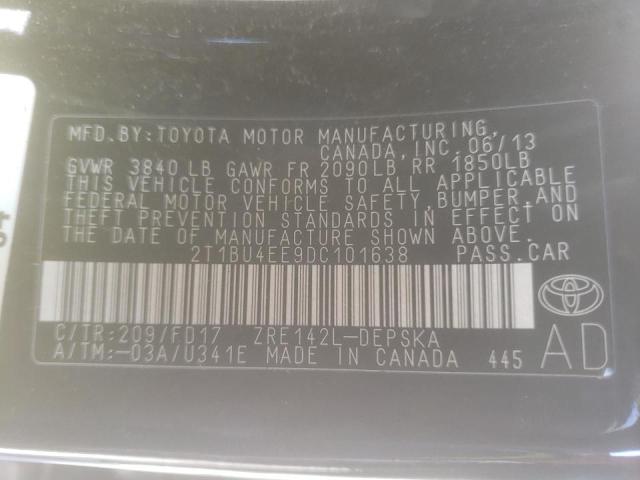 MFD. BY: TOYOTA MOTOR MANUFACTURING,
CANADA, INC. 06/13
GVWR 3840 LB GAWR FR 2090LB, RR 1850LB
THIS VEHICLE CONFORMS TO ALL APPLICABLE
FEDERAL MOTOR VEHICLE SAFETY, BUMPER, AND
THEFT PREVENTION STANDARDS IN EFFECT ON
THE DATE OF MANUFACTURE SHOWN ABOVE.
2T1BU4EE9DC101638 PASS.CAR
C/TR:209/FD17 ZRE142L-DEPSKA
A/TM:-03A/U341E MADE IN CANADA 445
AD